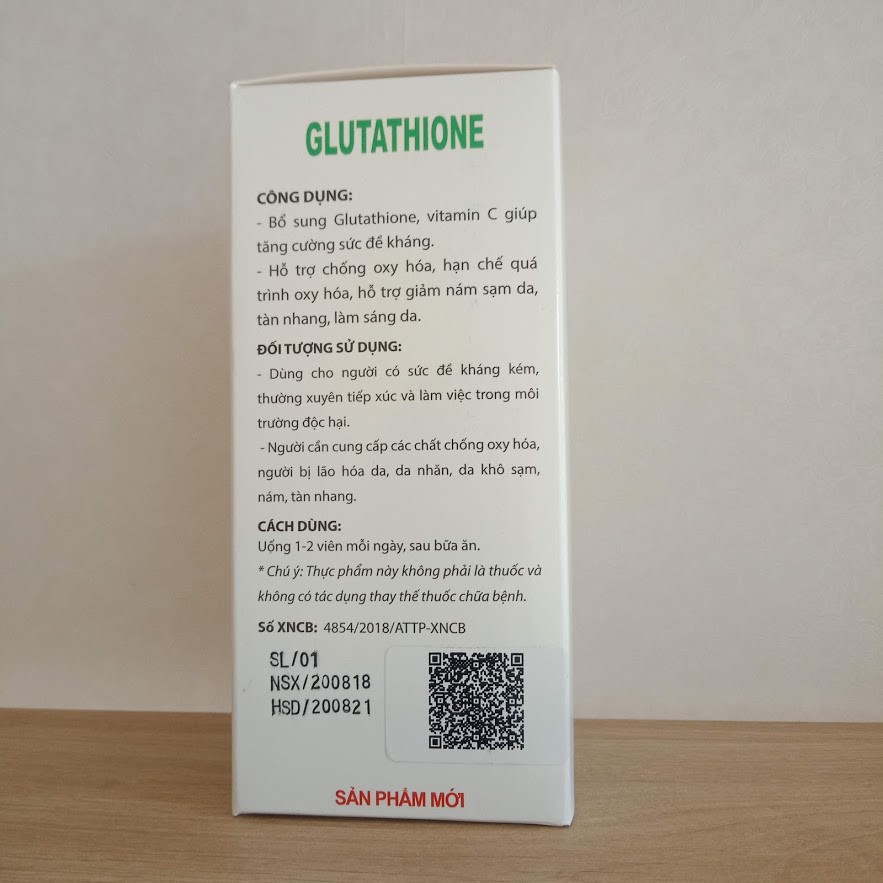 GLUTATHIONE
CÔNG DỤNG:
- Bổ sung Glutathione, vitamin C giúp
tăng cường sức đề kháng.
- Hỗ trợ chống oxy hóa, hạn chế quá
trình oxy hóa, hỗ trợ giảm nám sạm da,
tàn nhang, làm sáng da.
ĐỐI TƯỢNG SỬ DỤNG:
- Dùng cho người có sức đề kháng kém,
thường xuyên tiếp xúc và làm việc trong môi
trường độc hại.
- Người cần cung cấp các chất chống oxy hóa,
người bị lão hóa da, da nhăn, da khô sạm,
nám, tàn nhang.
CÁCH DÙNG:
Uống 1-2 viên mỗi ngày, sau bữa ăn.
* Chú ý: Thực phẩm này không phải là thuốc và
không có tác dụng thay thế thuốc chữa bệnh.
Số XNCB: 4854/2018/ATTP-XNCB
SL/01
NSX/200818
HSD/200821
SẢN PHẨM MỚI